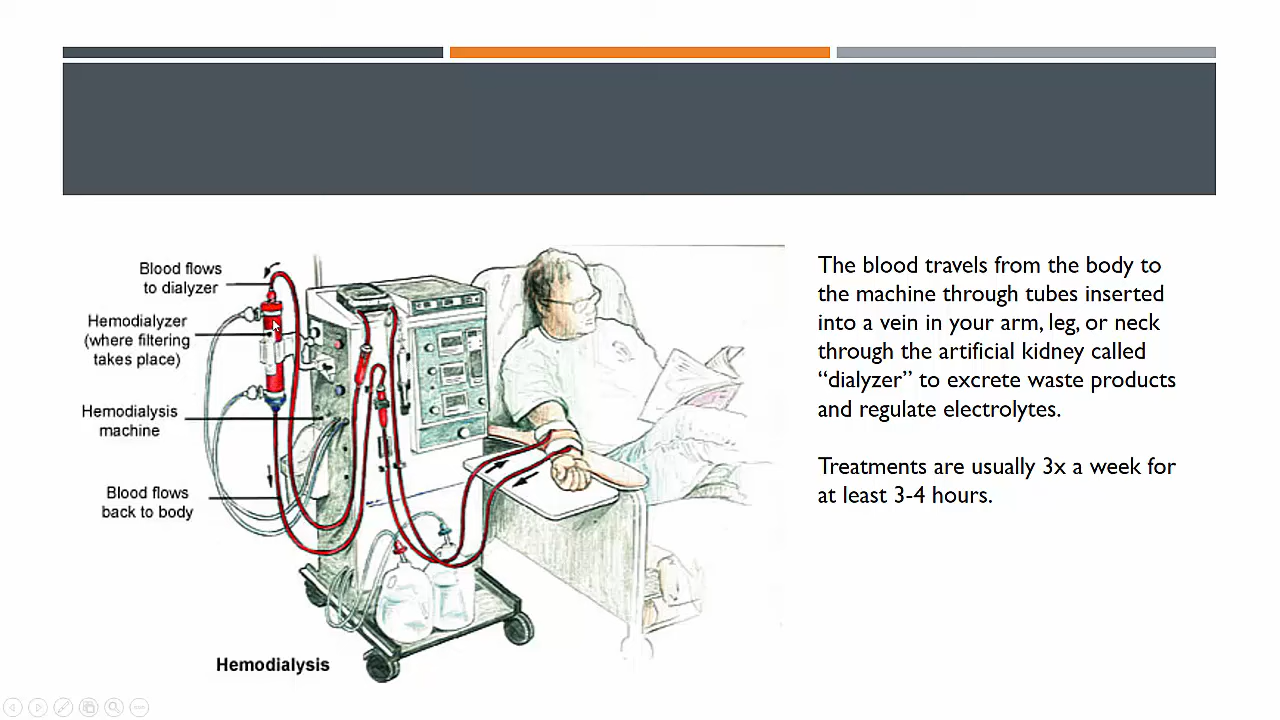 Blood flows
to dialyzer
Hemodialyzer
(where filtering
takes place)
Hemodialysis
machine
Blood flows
back to body
Hemodialysis
The blood travels from the body to
the machine through tubes inserted
into a vein in your arm, leg, or neck
through the artificial kidney called
“dialyzer” to excrete waste products
and regulate electrolytes.
Treatments are usually 3x a week for
at least 3-4 hours.